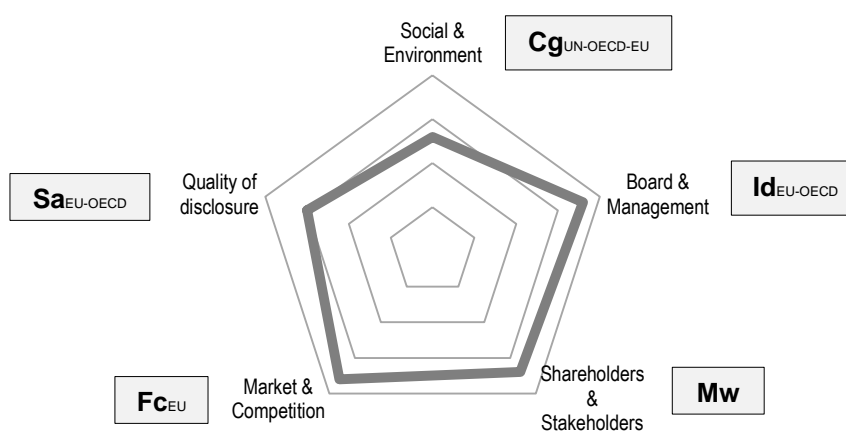 Social &
Environment
CgUN-OECD-EU
Quality of
disclosure
SaEU-OECD
Board &
Management
IdEU-OECD
Market &
Competition
FcEU
Shareholders
&
Stakeholders
Mw